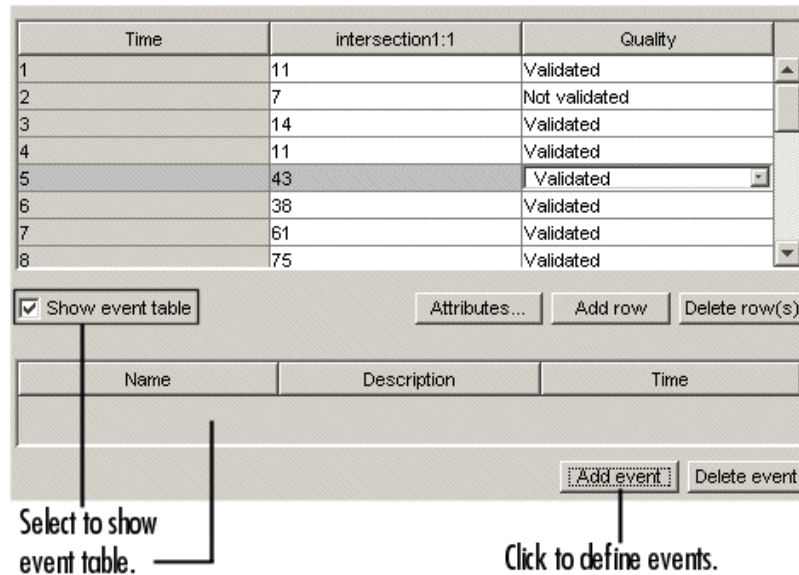 Time intersection1:1 Quality
1 11 Validated
2 7 Not validated
3 14 Validated
4 11 Validated
5 43 Validated
6 38 Validated
7 61 Validated
8 75 Validated
Show event table Attributes... Add row Delete row(s)
Name Description Time
Add event Delete event
Select to show
event table.
Click to define events.